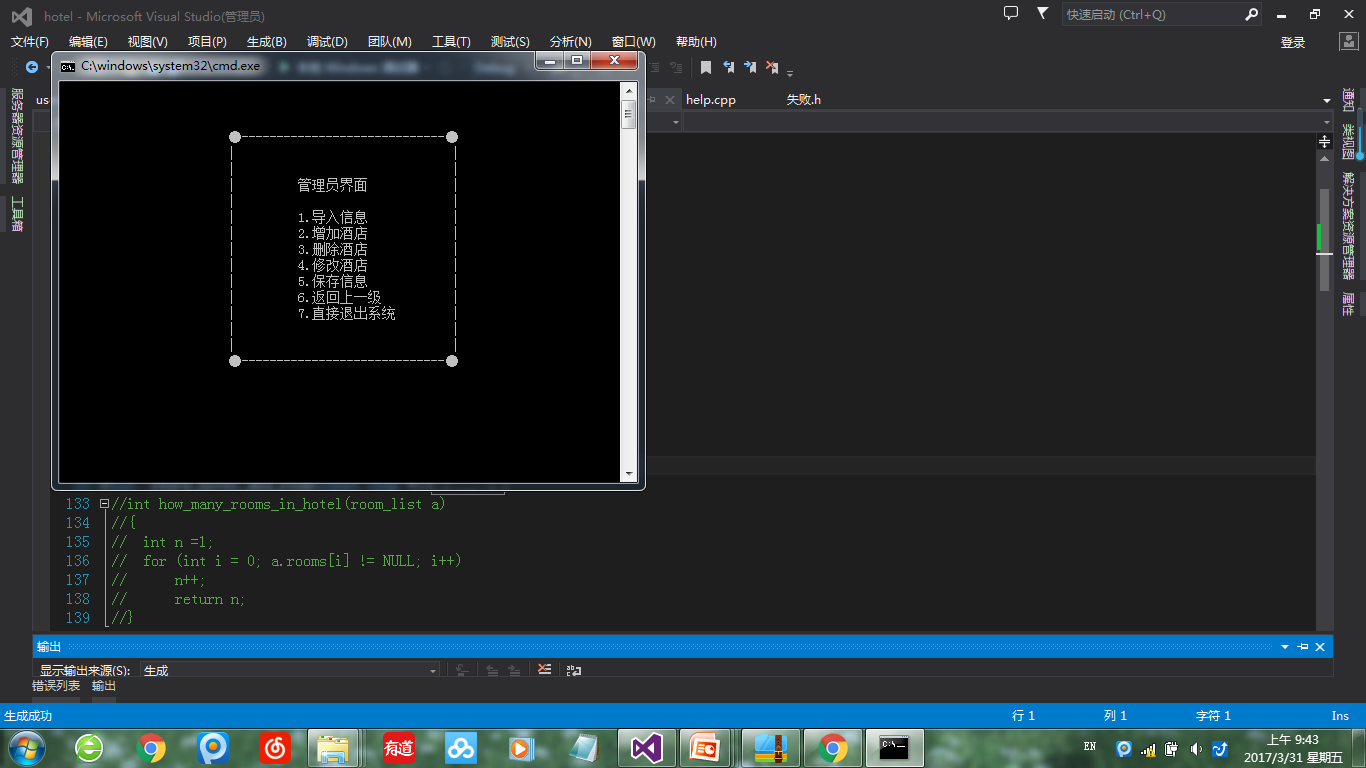 hotel - Microsoft Visual Studio(管理员)
快速启动 (Ctrl+Q)
文件(F) 编辑(E) 视图(V) 项目(P) 生成(B) 调试(D) 团队(M) 工具(T) 测试(S) 分析(N) 窗口(W) 帮助(H)
登录
C:\windows\system32\cmd.exe
help.cpp 失败.h
服务器资源管理器
工具箱
通知
类视图
解决方案资源管理器
属性
管理员界面
1.导入信息
2.增加酒店
3.删除酒店
4.修改酒店
5.保存信息
6.返回上一级
7.直接退出系统
133 //int how_many_rooms_in_hotel(room_list a)
134 //{
135 // int n =1;
136 // for (int i = 0; a.rooms[i] != NULL; i++)
137 // n++;
138 // return n;
139 //}
输出
显示输出来源(S): 生成
错误列表 输出
生成成功 行 1 列 1 字符 1 Ins
有道
EN
上午 9:43
2017/3/31 星期五